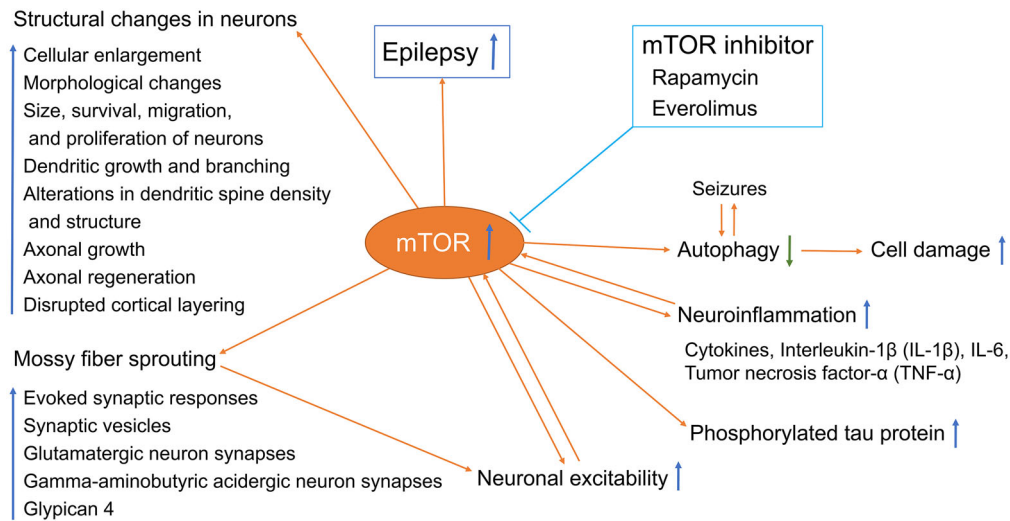 Structural changes in neurons
Cellular enlargement
Morphological changes
Size, survival, migration,
and proliferation of neurons
Dendritic growth and branching
Alterations in dendritic spine density
and structure
Axonal growth
Axonal regeneration
Disrupted cortical layering
Epilepsy
mTOR inhibitor
Rapamycin
Everolimus
mTOR
Seizures
Autophagy
Cell damage
Neuroinflammation
Cytokines, Interleukin-1β (IL-1β), IL-6,
Tumor necrosis factor-α (TNF-α)
Phosphorylated tau protein
Neuronal excitability
Mossy fiber sprouting
Evoked synaptic responses
Synaptic vesicles
Glutamatergic neuron synapses
Gamma-aminobutyric acidergic neuron synapses
Glypican 4